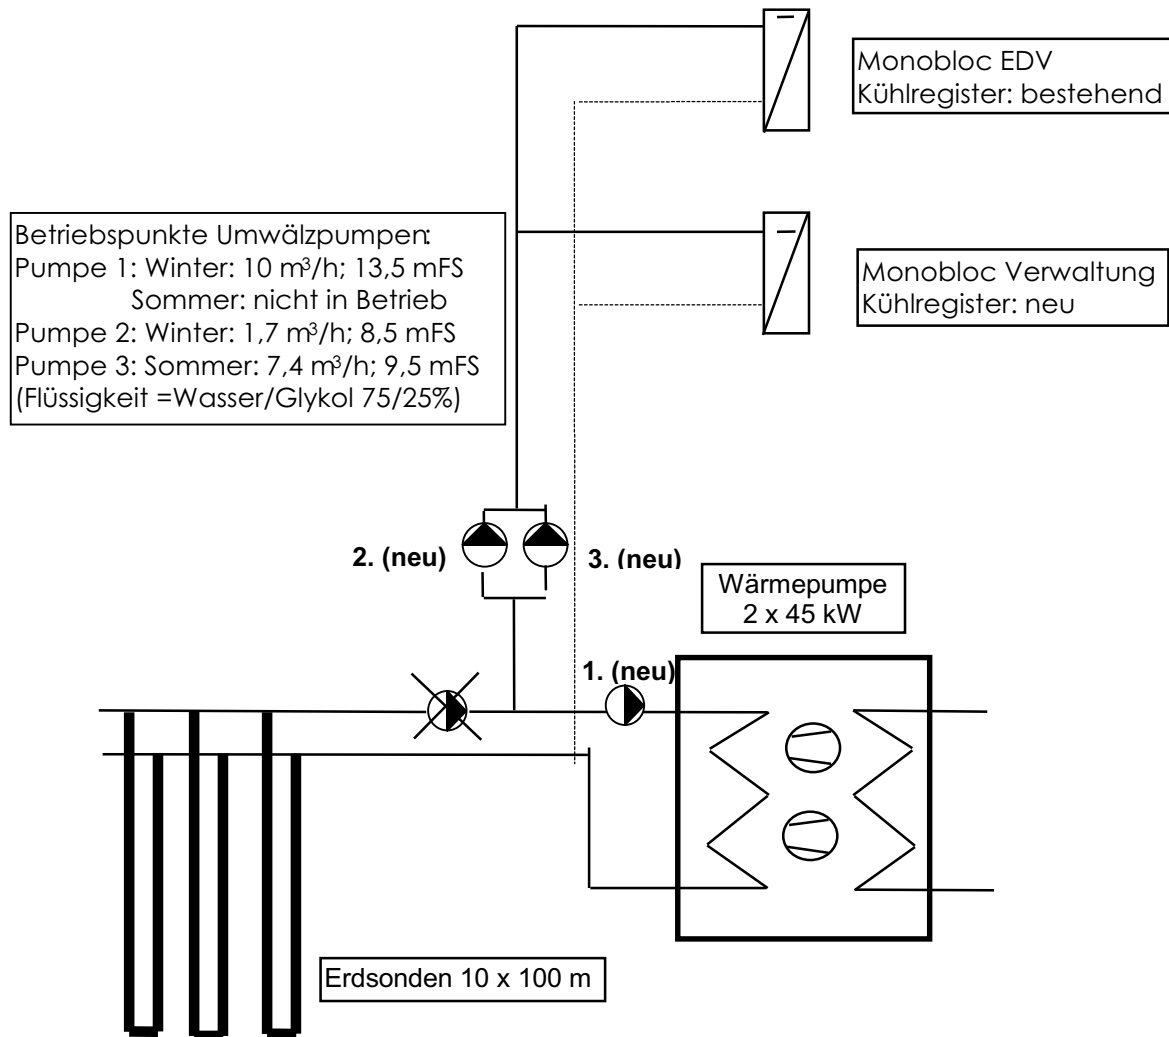 Monobloc EDV
Kühlregister: bestehend
Betriebspunkte Umwälzpumpen:
Pumpe 1: Winter: 10 m³/h; 13,5 mFS
Sommer: nicht in Betrieb
Pumpe 2: Winter: 1,7 m³/h; 8,5 mFS
Pumpe 3: Sommer: 7,4 m³/h; 9,5 mFS
(Flüssigkeit =Wasser/Glykol 75/25%)
Monobloc Verwaltung
Kühlregister: neu
2. (neu)
3. (neu)
Wärmepumpe
2 x 45 kW
1. (neu)
Erdsonden 10 x 100 m